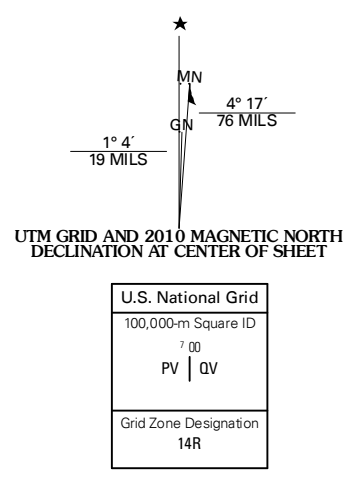 MN
4° 17´
76 MILS
GN
1° 4´
19 MILS
UTM GRID AND 2010 MAGNETIC NORTH
DECLINATION AT CENTER OF SHEET
U.S. National Grid
100,000-m Square ID
7 00
PV QV
Grid Zone Designation
14R